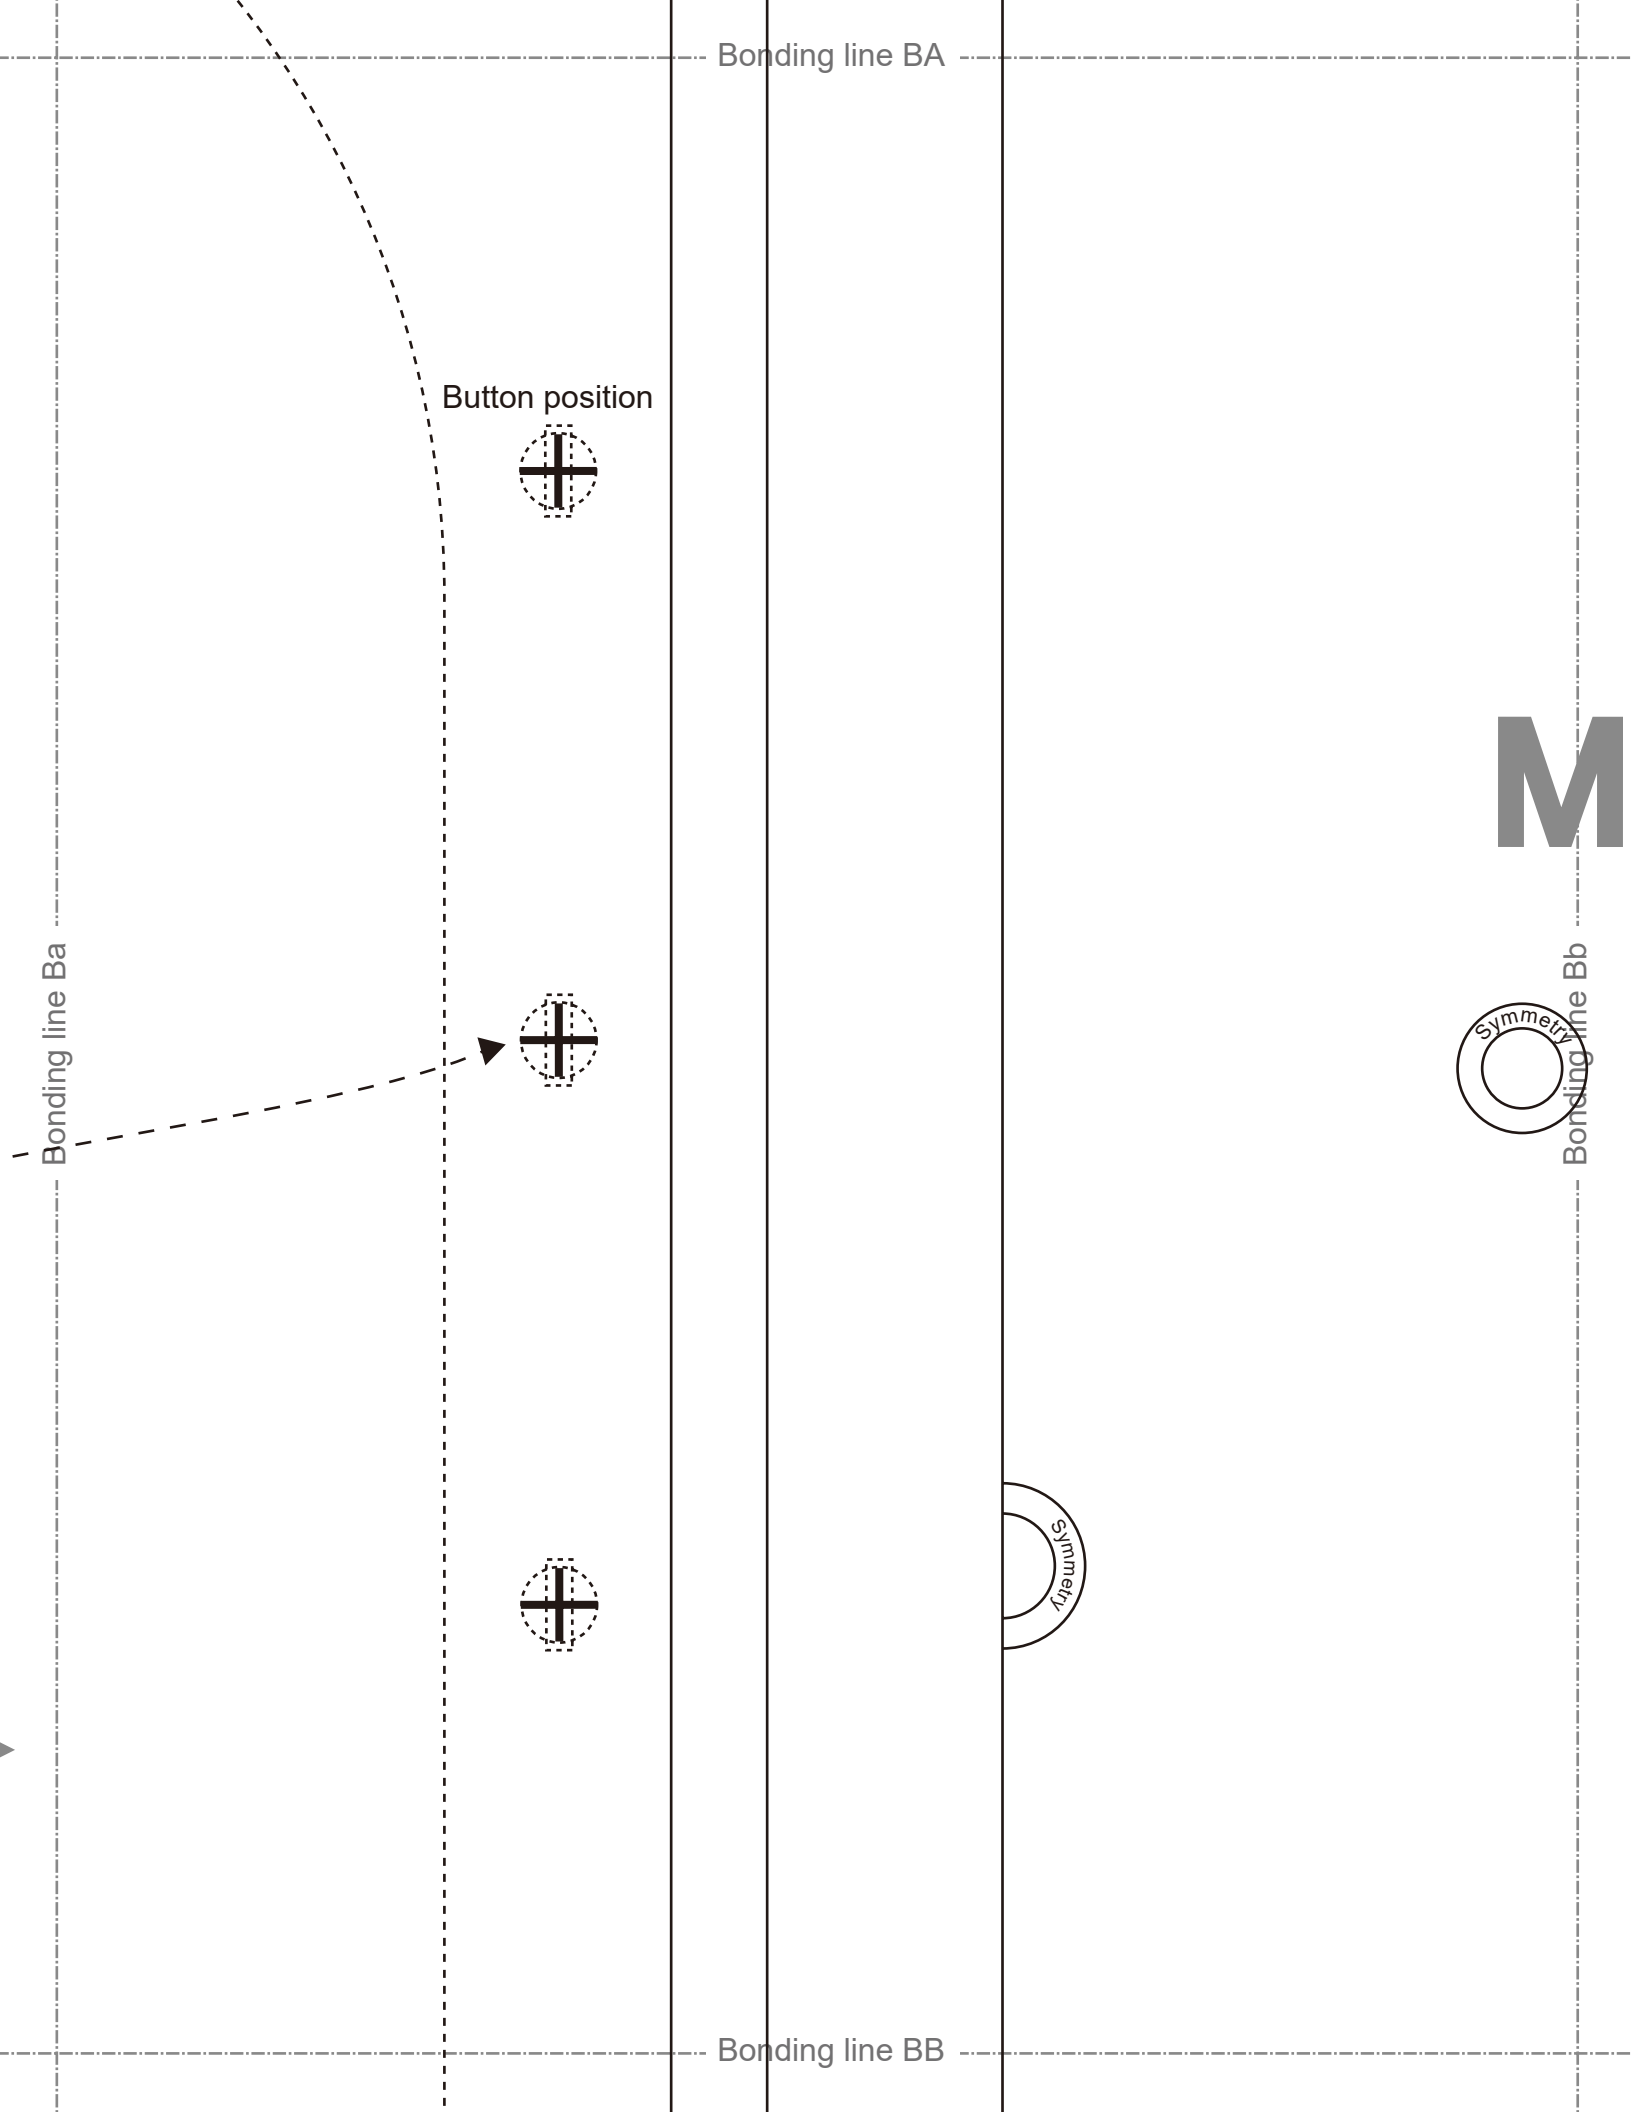 Bonding line BA
Button position
M
Bonding line Ba
Bonding line Bb
Symmetry
Symmetry
Bonding line BB